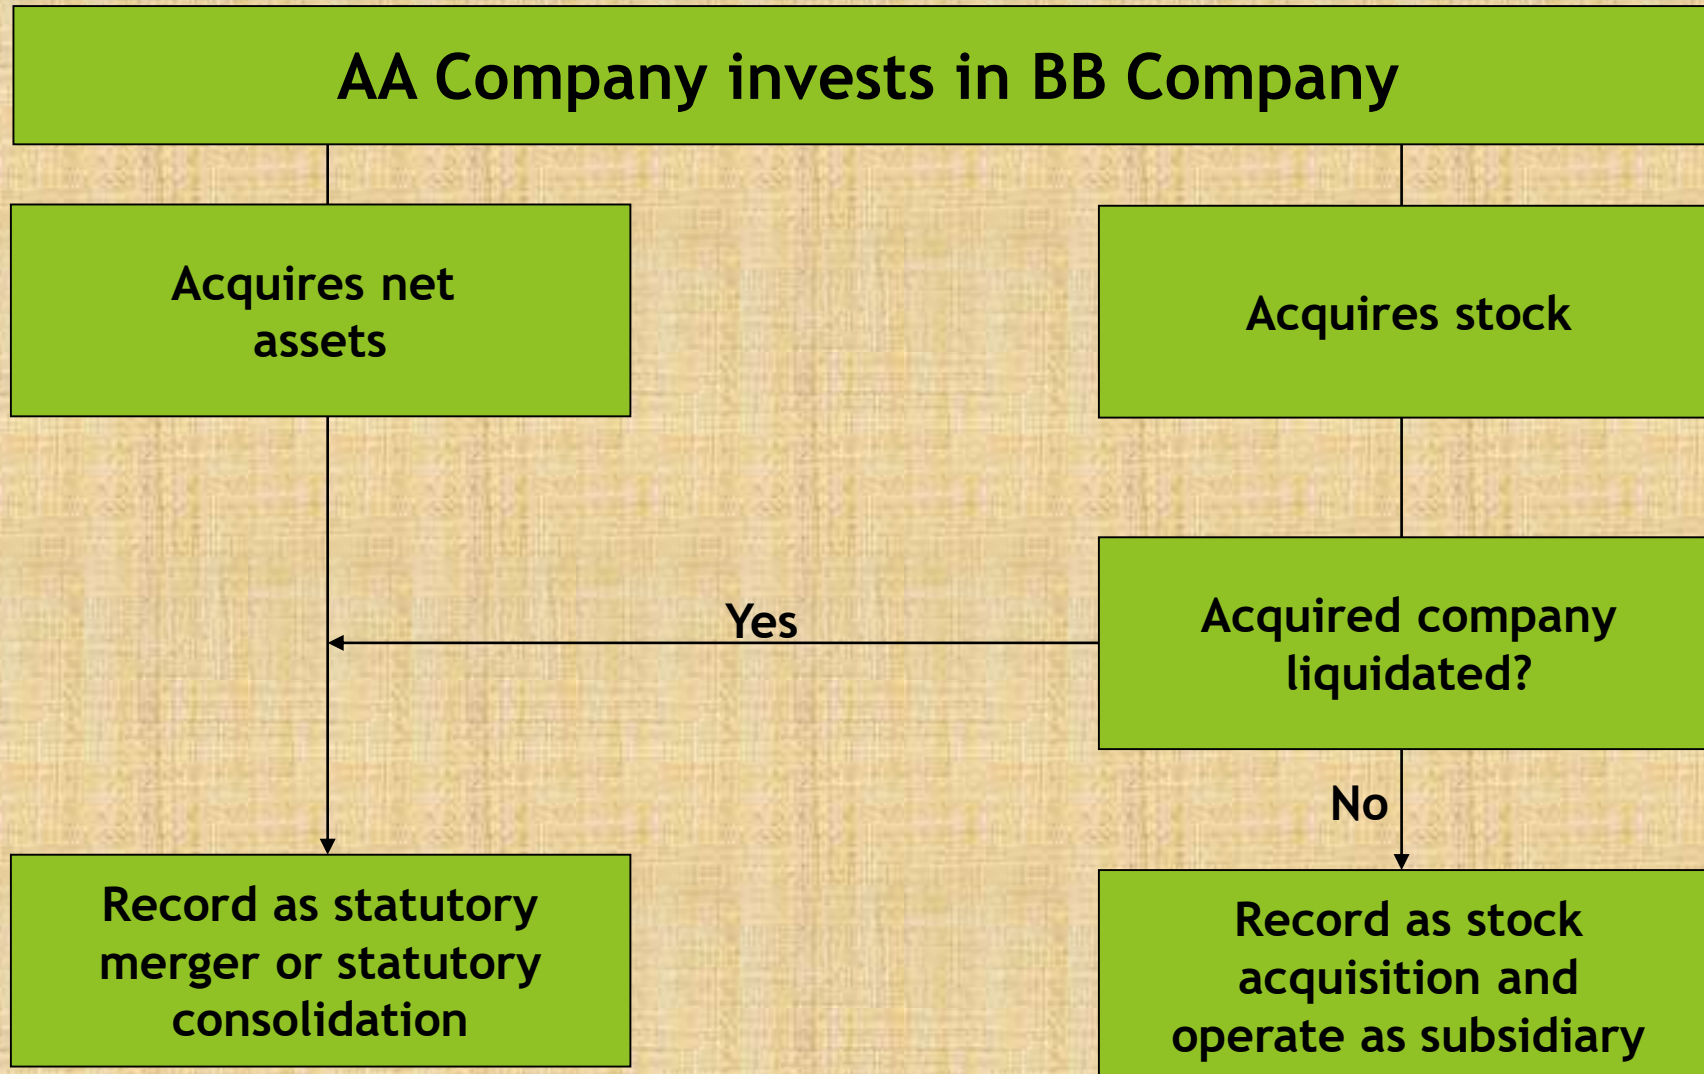 AA Company invests in BB Company
Acquires net
assets
Acquires stock
Acquired company
liquidated?
Yes
No
Record as statutory
merger or statutory
consolidation
Record as stock
acquisition and
operate as subsidiary